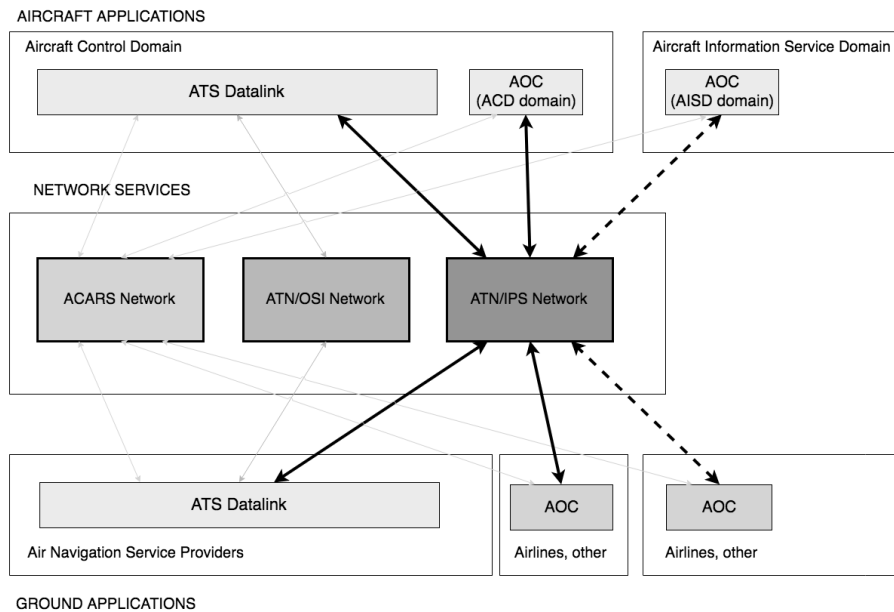 AIRCRAFT APPLICATIONS
Aircraft Control Domain
Aircraft Information Service Domain
ATS Datalink
AOC
(ACD domain)
AOC
(AISD domain)
NETWORK SERVICES
ACARS Network
ATN/OSI Network
ATN/IPS Network
ATS Datalink
AOC
AOC
Air Navigation Service Providers
Airlines, other
Airlines, other
GROUND APPLICATIONS